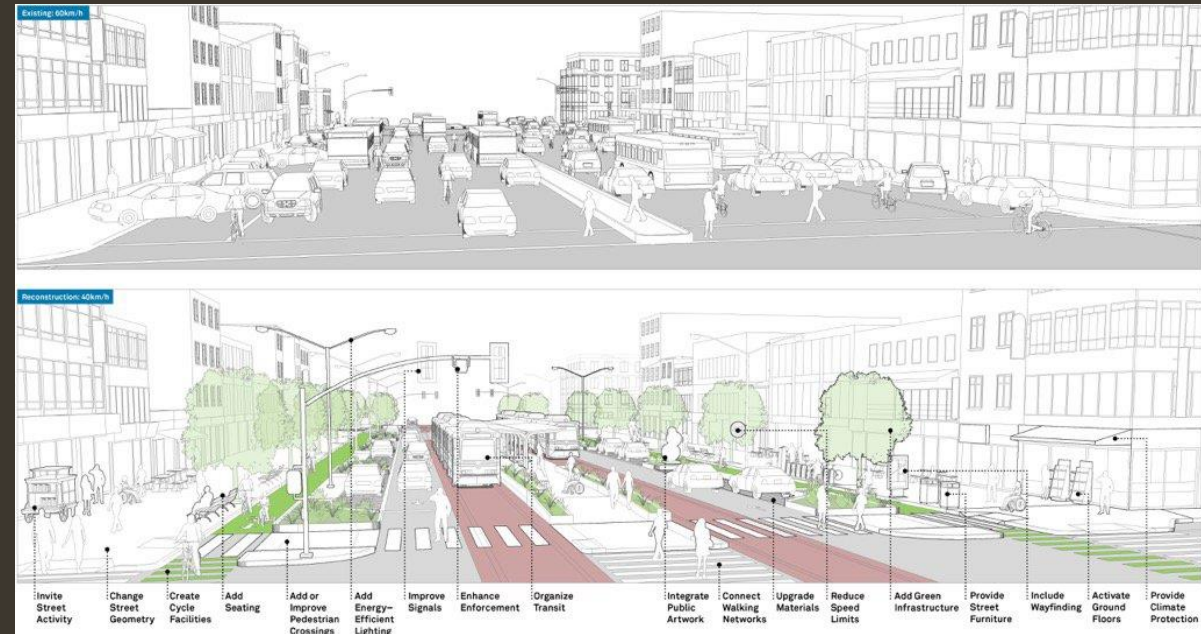 Existing: 60km/h
Reconstruction: 40km/h
Invite
Street
Activity
Change
Street
Geometry
Create
Cycle
Facilities
Add
Seating
Add or
Improve
Pedestrian
Crossings
Add
Energy–
Efficient
Lighting
Improve
Signals
Enhance
Enforcement
Organize
Transit
Integrate
Public
Artwork
Connect
Walking
Networks
Upgrade
Materials
Reduce
Speed
Limits
Add Green
Infrastructure
Provide
Street
Furniture
Include
Wayfinding
Activate
Ground
Floors
Provide
Climate
Protection